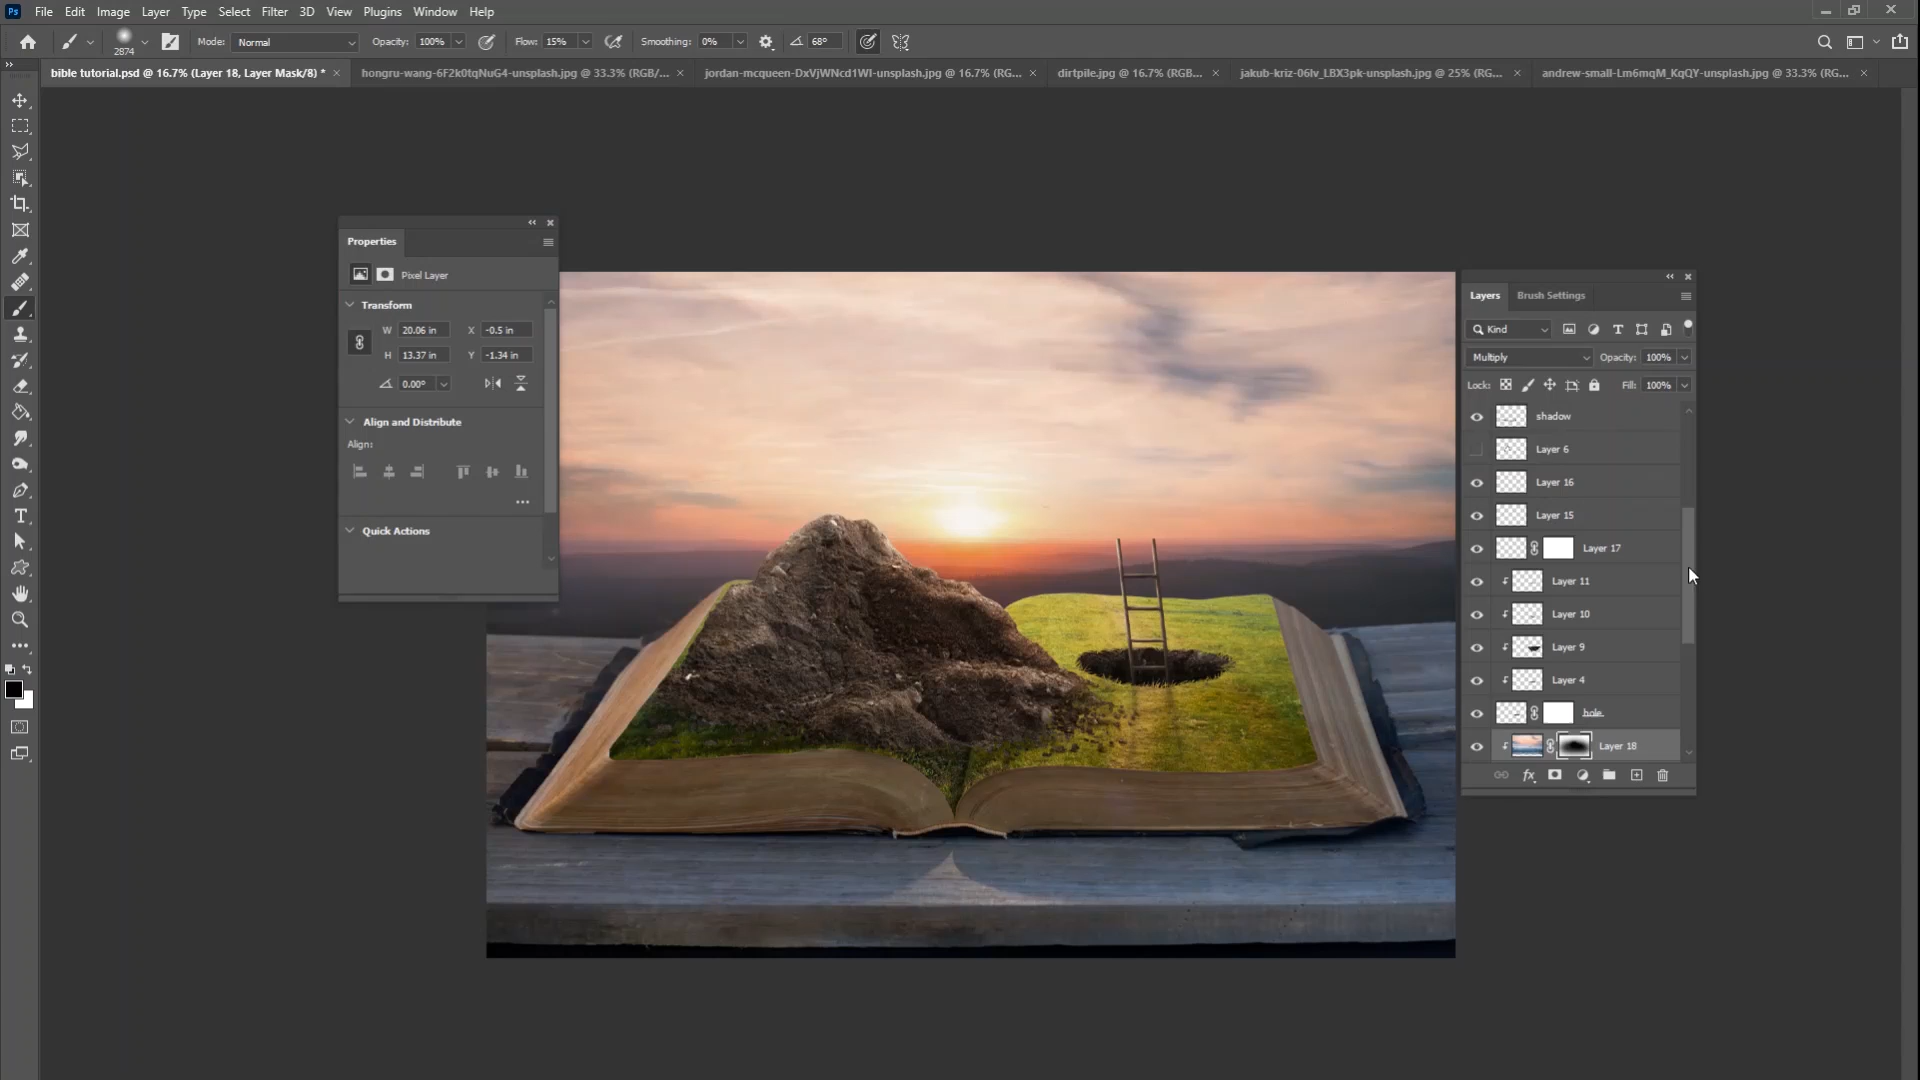 Ps File Edit Image Layer Type Select Filter 3D View Plugins Window Help
2874 Mode: Normal Opacity: 100% Flow: 15% Smoothing: 0% 68°
bible tutorial.psd @ 16.7% (Layer 18, Layer Mask/8) * hongru-wang-6F2k0tqNuG4-unsplash.jpg @ 33.3% (RGB/... jordan-mcqueen-DxVjWNcd1WI-unsplash.jpg @ 16.7% (RG... dirtpile.jpg @ 16.7% (RGB... jakub-kriz-06lv_LBX3pk-unsplash.jpg @ 25% (RG... andrew-small-Lm6mqM_KqQY-unsplash.jpg @ 33.3% (RG...
Properties
Pixel Layer
Transform
W 20.06 in X -0.5 in
H 13.37 in Y -1.34 in
0.00°
Align and Distribute
Align:
Quick Actions
Layers Brush Settings
Kind
Multiply Opacity: 100%
Lock: Fill: 100%
shadow
Layer 6
Layer 16
Layer 15
Layer 17
Layer 11
Layer 10
Layer 9
Layer 4
hole
Layer 18
fx